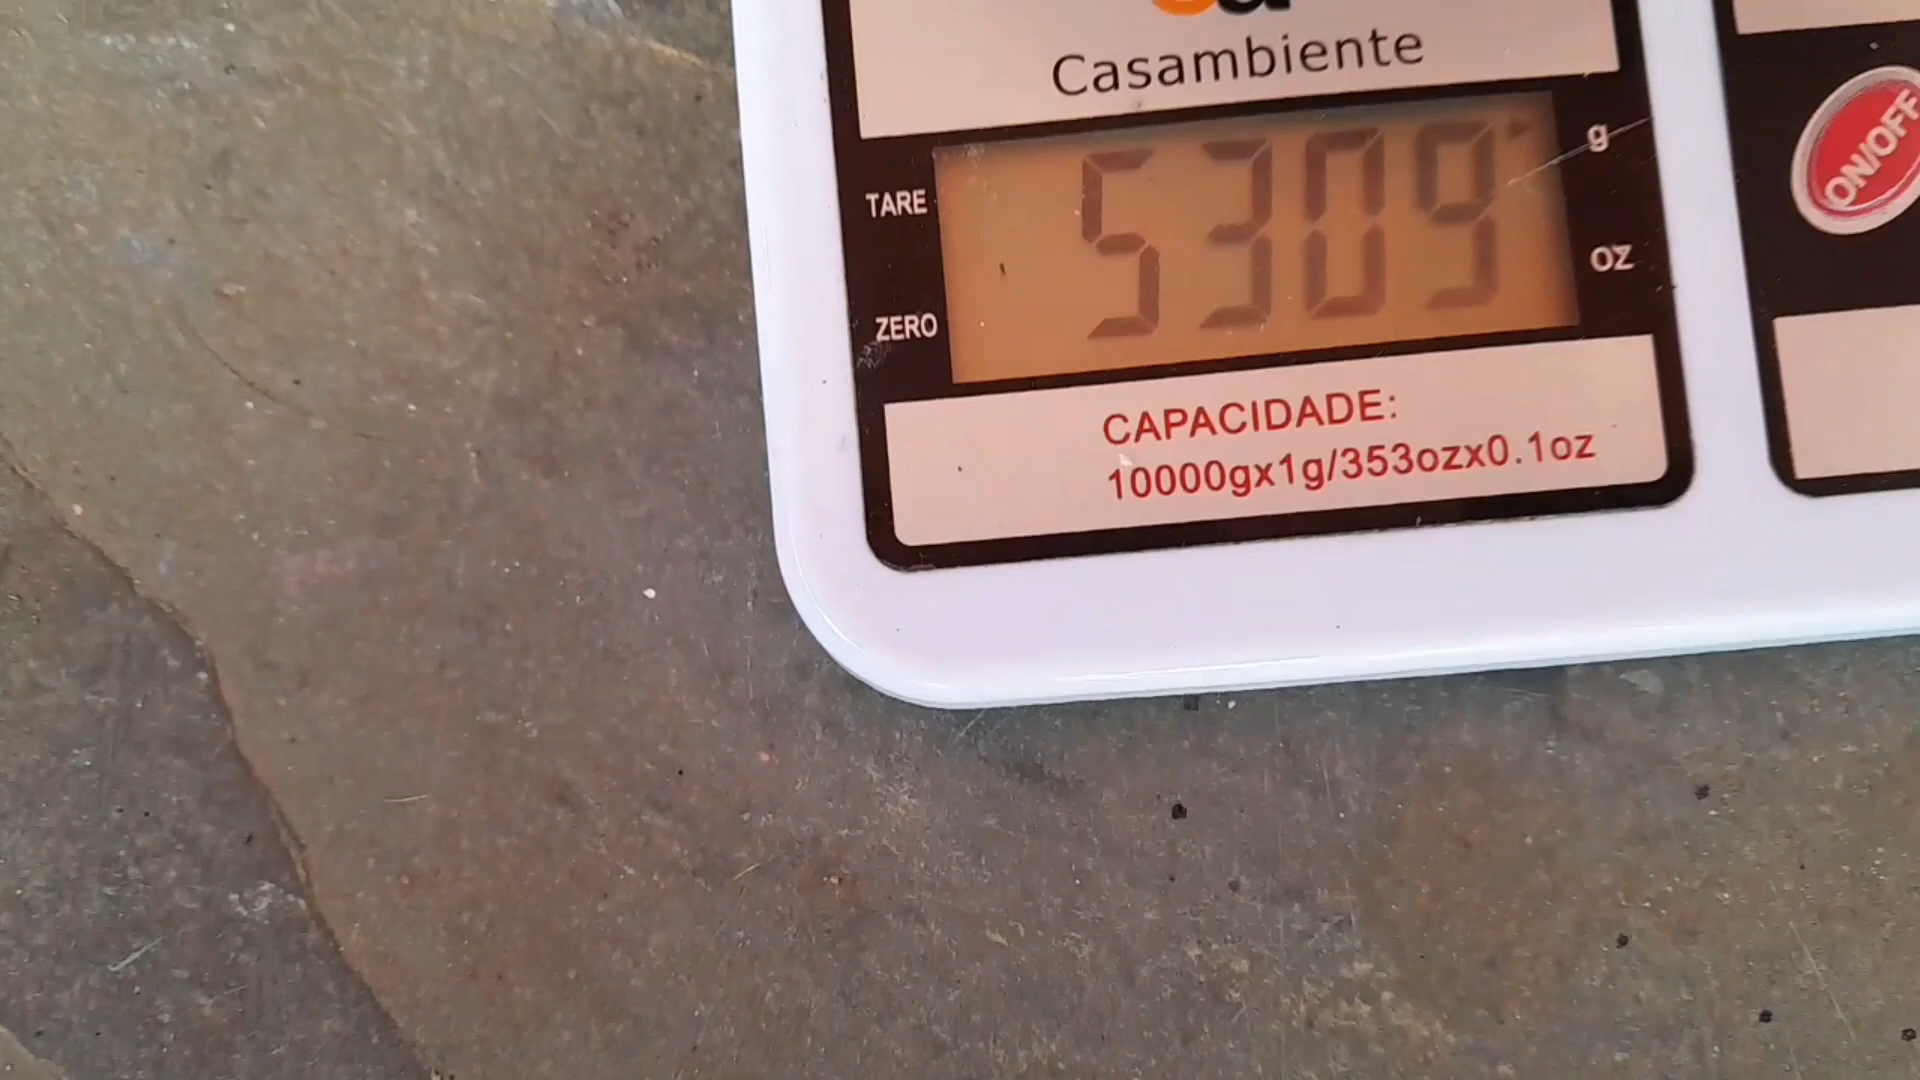 Casambiente
TARE
5309
g
ZERO
oz
ON/OFF
CAPACIDADE:
10000gx1g/353ozx0.1oz